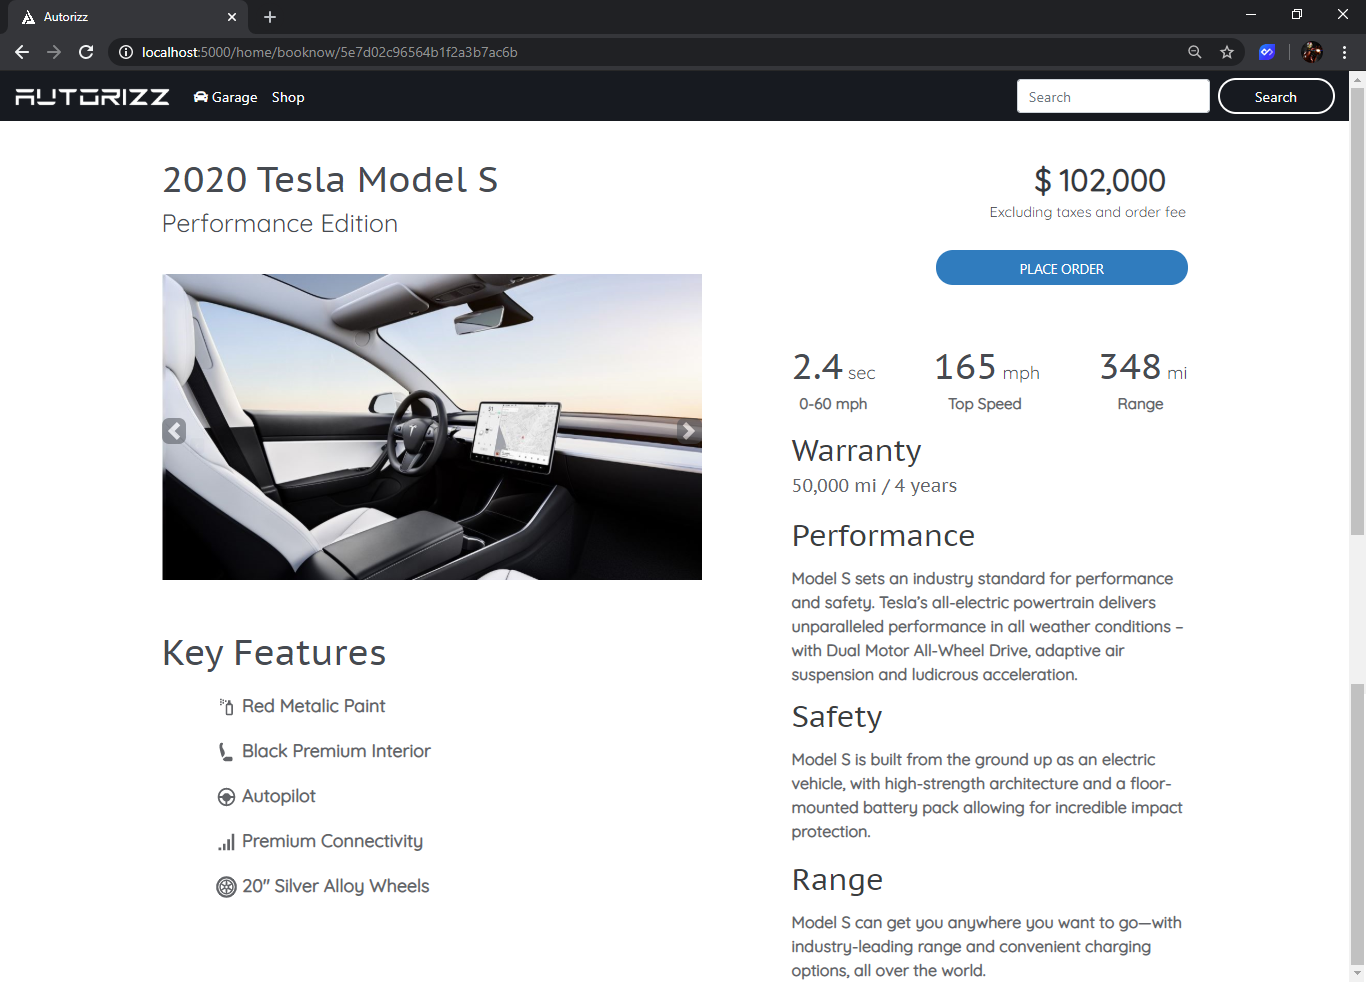 Autorizz
localhost:5000/home/booknow/5e7d02c96564b1f2a3b7ac6b
AUTORIZZ Garage Shop Search Search
2020 Tesla Model S
Performance Edition
$ 102,000
Excluding taxes and order fee
PLACE ORDER
2.4 sec 165 mph 348 mi
0-60 mph Top Speed Range
Warranty
50,000 mi / 4 years
Performance
Model S sets an industry standard for performance
and safety. Tesla’s all-electric powertrain delivers
unparalleled performance in all weather conditions –
with Dual Motor All-Wheel Drive, adaptive air
suspension and ludicrous acceleration.
Safety
Model S is built from the ground up as an electric
vehicle, with high-strength architecture and a floor-
mounted battery pack allowing for incredible impact
protection.
Range
Model S can get you anywhere you want to go—with
industry-leading range and convenient charging
options, all over the world.
Key Features
Red Metalic Paint
Black Premium Interior
Autopilot
Premium Connectivity
20" Silver Alloy Wheels